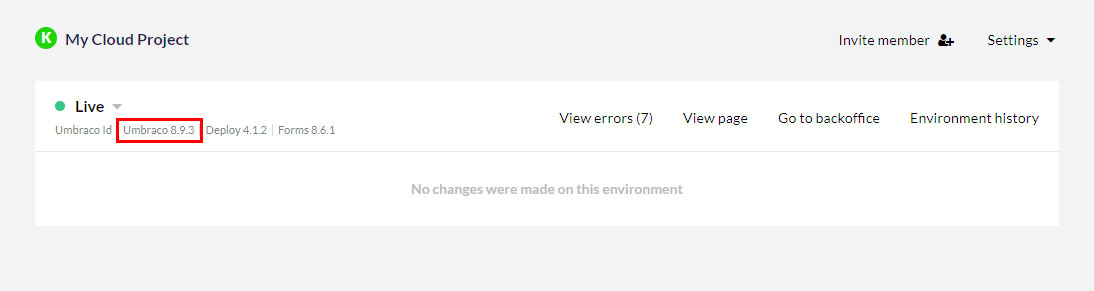 K My Cloud Project
Invite member Settings
Live
Umbraco Id Umbraco 8.9.3 Deploy 4.1.2 Forms 8.6.1
View errors (7) View page Go to backoffice Environment history
No changes were made on this environment